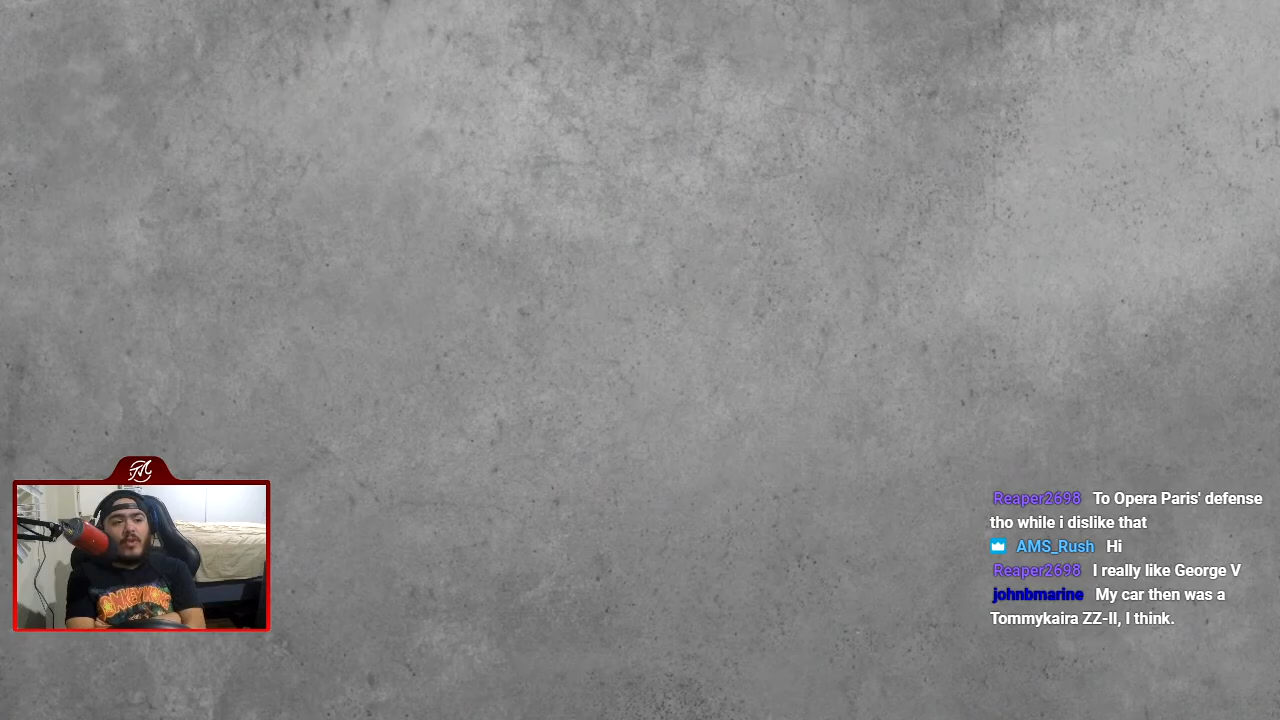 Reaper2698 To Opera Paris' defense
tho while i dislike that
AMS_Rush Hi
Reaper2698 I really like George V
johnbmarine My car then was a
Tommykaira ZZ-II, I think.